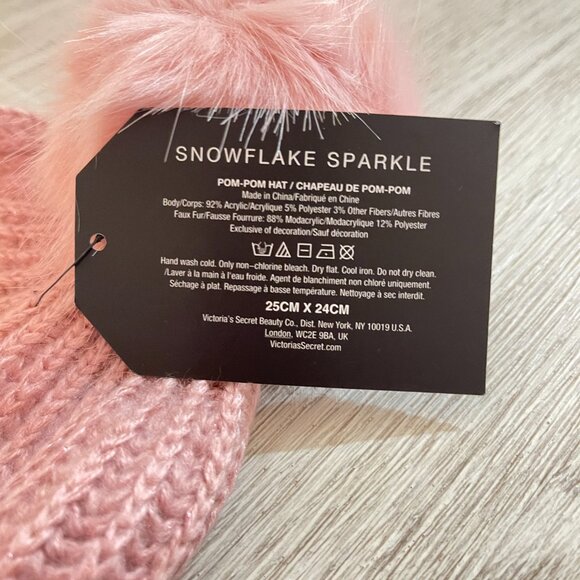 SNOWFLAKE SPARKLE
POM-POM HAT / CHAPEAU DE POM-POM
Made in China/Fabriqué en Chine
Body/Corps: 92% Acrylic/Acrylique 5% Polyester 3% Other Fibers/Autres Fibres
Faux Fur/Fausse Fourrure: 88% Modacrylic/Modacrylique 12% Polyester
Exclusive of decoration/Sauf décoration
Hand wash cold. Only non-chlorine bleach. Dry flat. Cool iron. Do not dry clean.
/Laver à la main à l'eau froide. Agent de blanchiment non chloré uniquement.
Séchage à plat. Repassage à basse température. Nettoyage à sec interdit.
25CM X 24CM
Victoria's Secret Beauty Co., Dist. New York, NY 10019 U.S.A.
London, WC2E 9BA, UK
VictoriasSecret.com